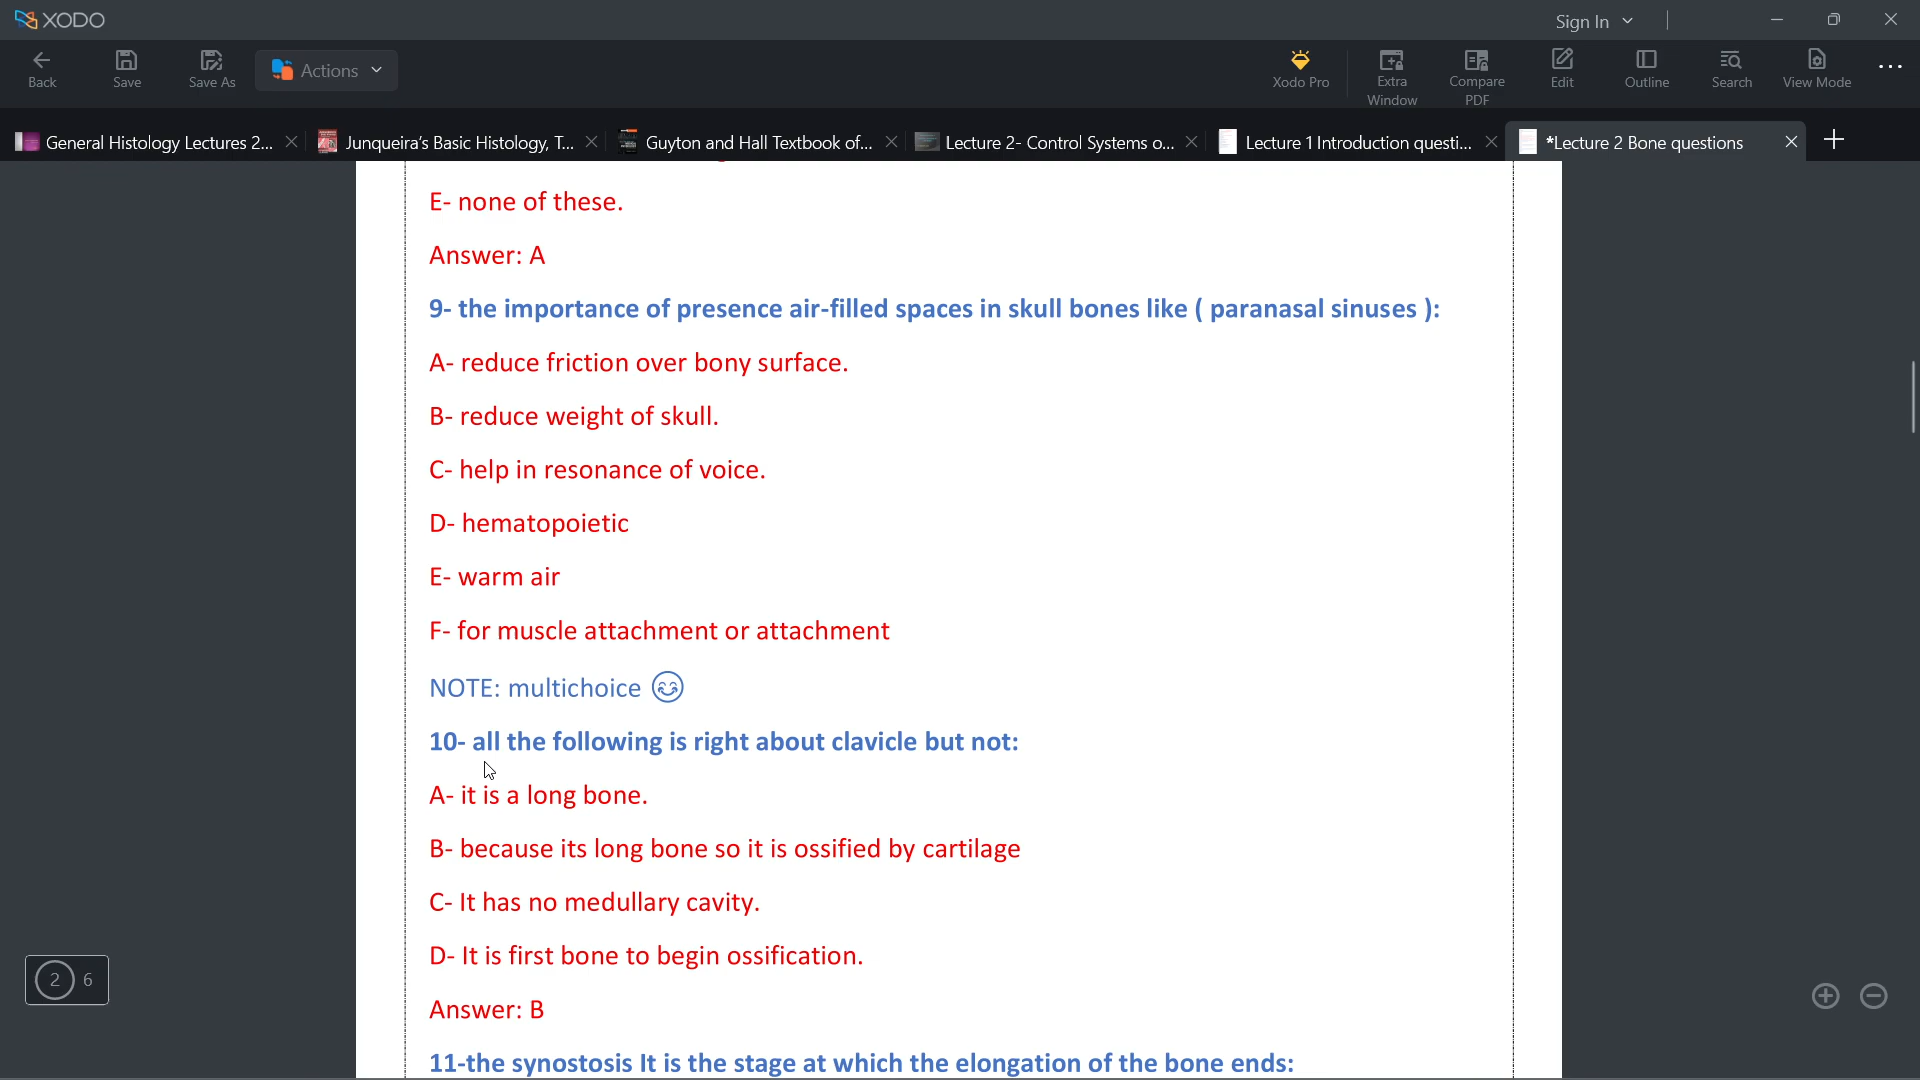 XODO
Sign In
Back
Save
Save As
Actions
Xodo Pro
Extra Window
Compare PDF
Edit
Outline
Search
View Mode
General Histology Lectures 2...
Junqueira's Basic Histology, T...
Guyton and Hall Textbook of...
Lecture 2- Control Systems o...
Lecture 1 Introduction questi...
*Lecture 2 Bone questions
E- none of these.
Answer: A
9- the importance of presence air-filled spaces in skull bones like ( paranasal sinuses ):
A- reduce friction over bony surface.
B- reduce weight of skull.
C- help in resonance of voice.
D- hematopoietic
E- warm air
F- for muscle attachment or attachment
NOTE: multichoice
10- all the following is right about clavicle but not:
A- it is a long bone.
B- because its long bone so it is ossified by cartilage
C- It has no medullary cavity.
D- It is first bone to begin ossification.
2 6
Answer: B
11-the synostosis It is the stage at which the elongation of the bone ends: